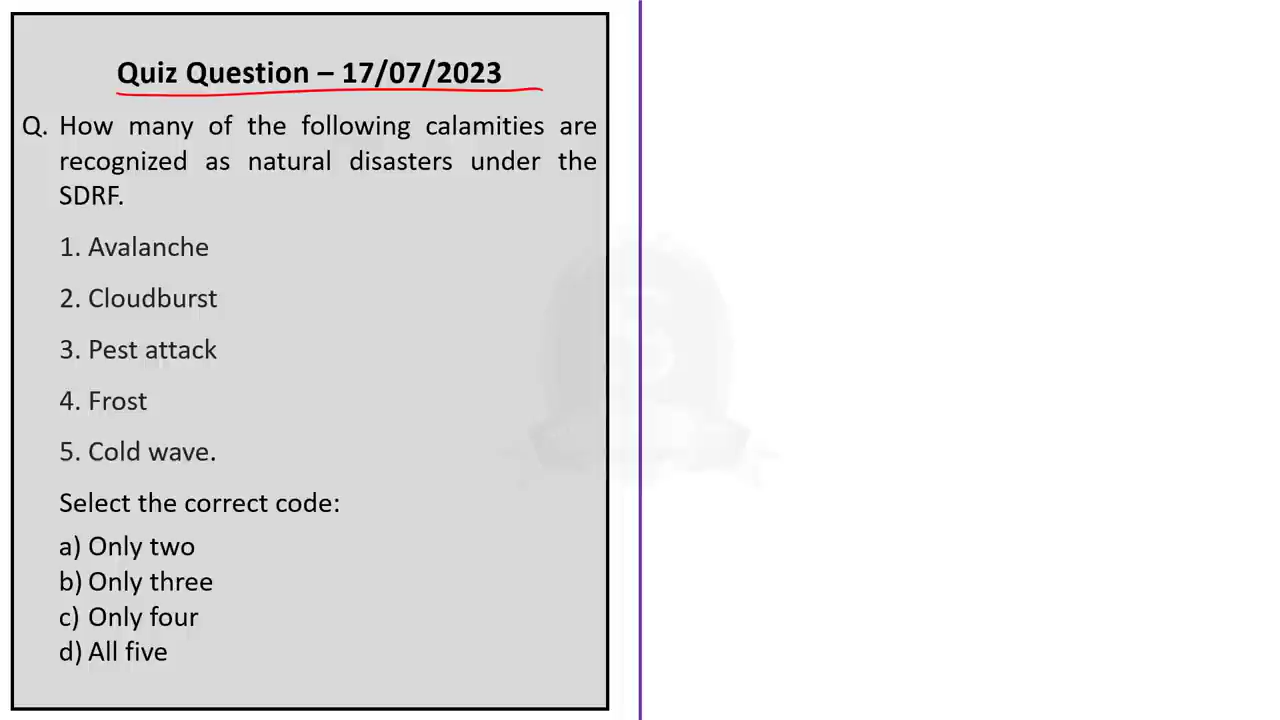 Quiz Question – 17/07/2023
Q. How many of the following calamities are
recognized as natural disasters under the
SDRF.
1. Avalanche
2. Cloudburst
3. Pest attack
4. Frost
5. Cold wave.
Select the correct code:
a) Only two
b) Only three
c) Only four
d) All five